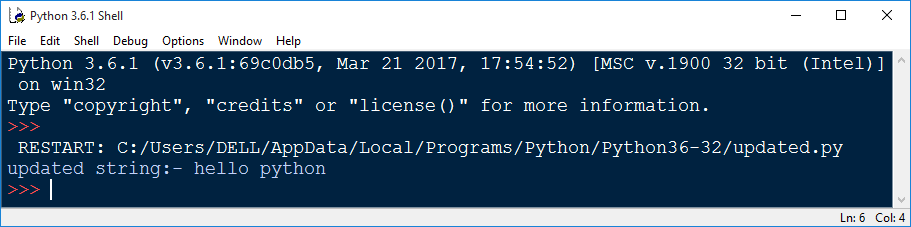 Python 3.6.1 Shell
File Edit Shell Debug Options Window Help
Python 3.6.1 (v3.6.1:69c0db5, Mar 21 2017, 17:54:52) [MSC v.1900 32 bit (Intel)]
 on win32
Type "copyright", "credits" or "license()" for more information.
>>>
 RESTART: C:/Users/DELL/AppData/Local/Programs/Python/Python36-32/updated.py
updated string:- hello python
>>>
Ln: 6 Col: 4